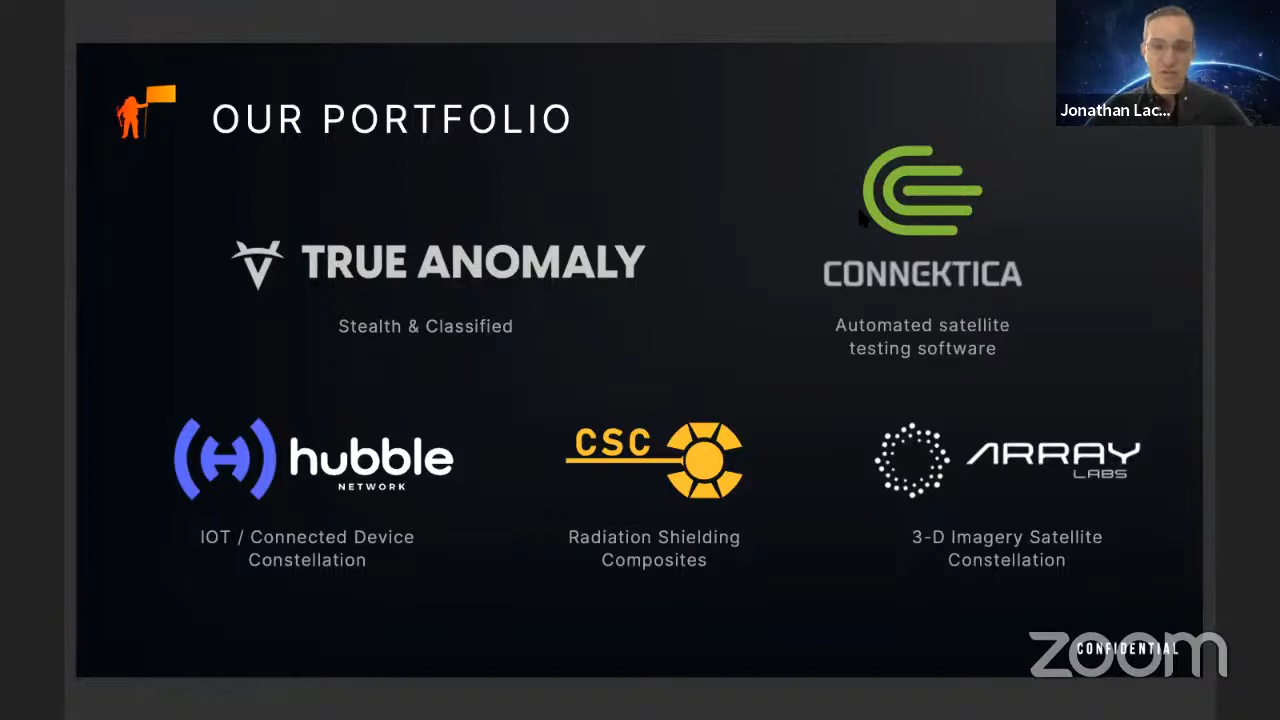 Jonathan Lac...
OUR PORTFOLIO
TRUE ANOMALY
Stealth & Classified
CONNEKTICA
Automated satellite
testing software
hubble
NETWORK
IOT / Connected Device
Constellation
CSC
Radiation Shielding
Composites
ARRAY
LABS
3-D Imagery Satellite
Constellation
CONFIDENTIAL
zoom